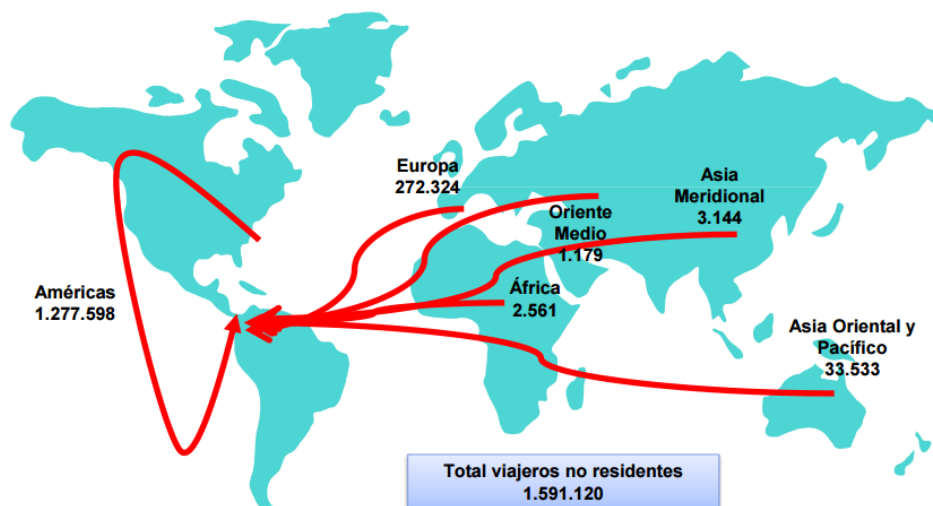 Europa
272.324
Asia
Meridional
3.144
Oriente
Medio
1.179
Américas
1.277.598
África
2.561
Asia Oriental y
Pacífico
33.533
Total viajeros no residentes
1.591.120